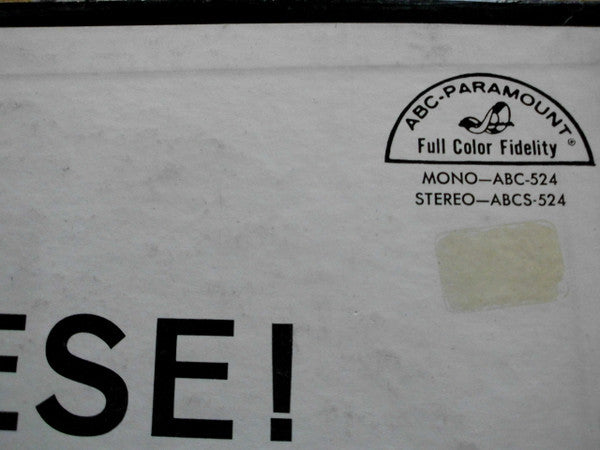 ABC-PARAMOUNT®
Full Color Fidelity
MONO—ABC-524
STEREO—ABCS-524
ESE!